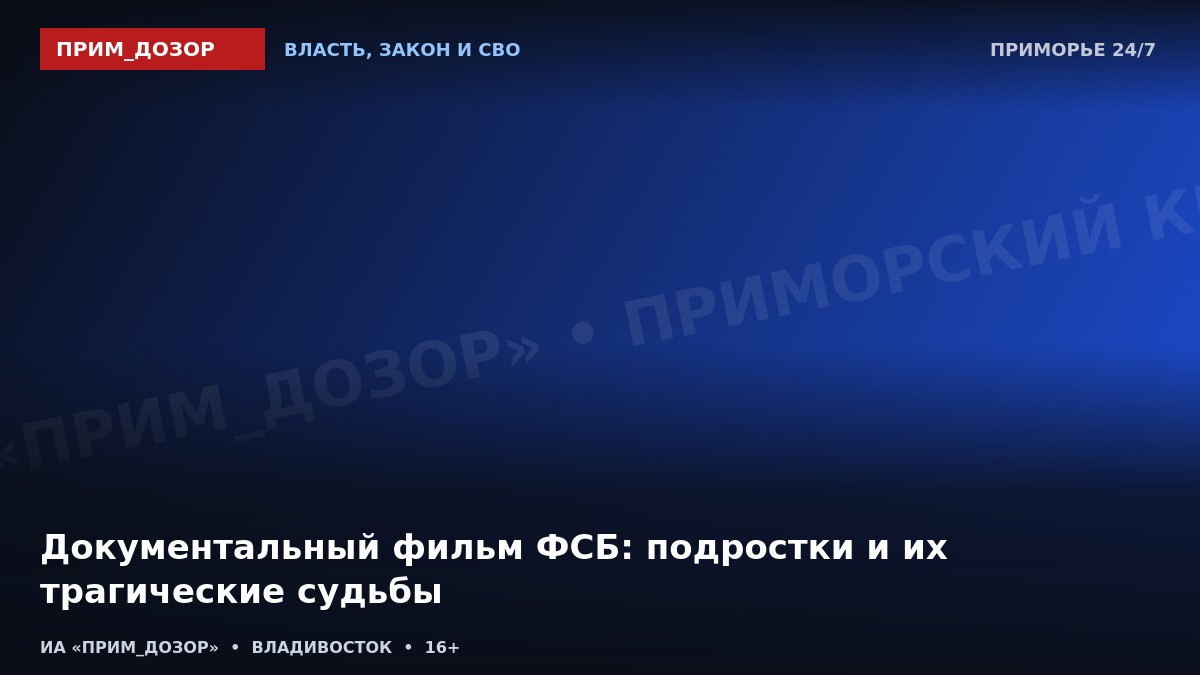 ПРИМ_ДОЗОР
ВЛАСТЬ, ЗАКОН И СВО
ПРИМОРЬЕ 24/7
«ПРИМ_ДОЗОР» • ПРИМОРСКИЙ
Документальный фильм ФСБ: подростки и их
трагические судьбы
ИА «ПРИМ_ДОЗОР» • ВЛАДИВОСТОК • 16+